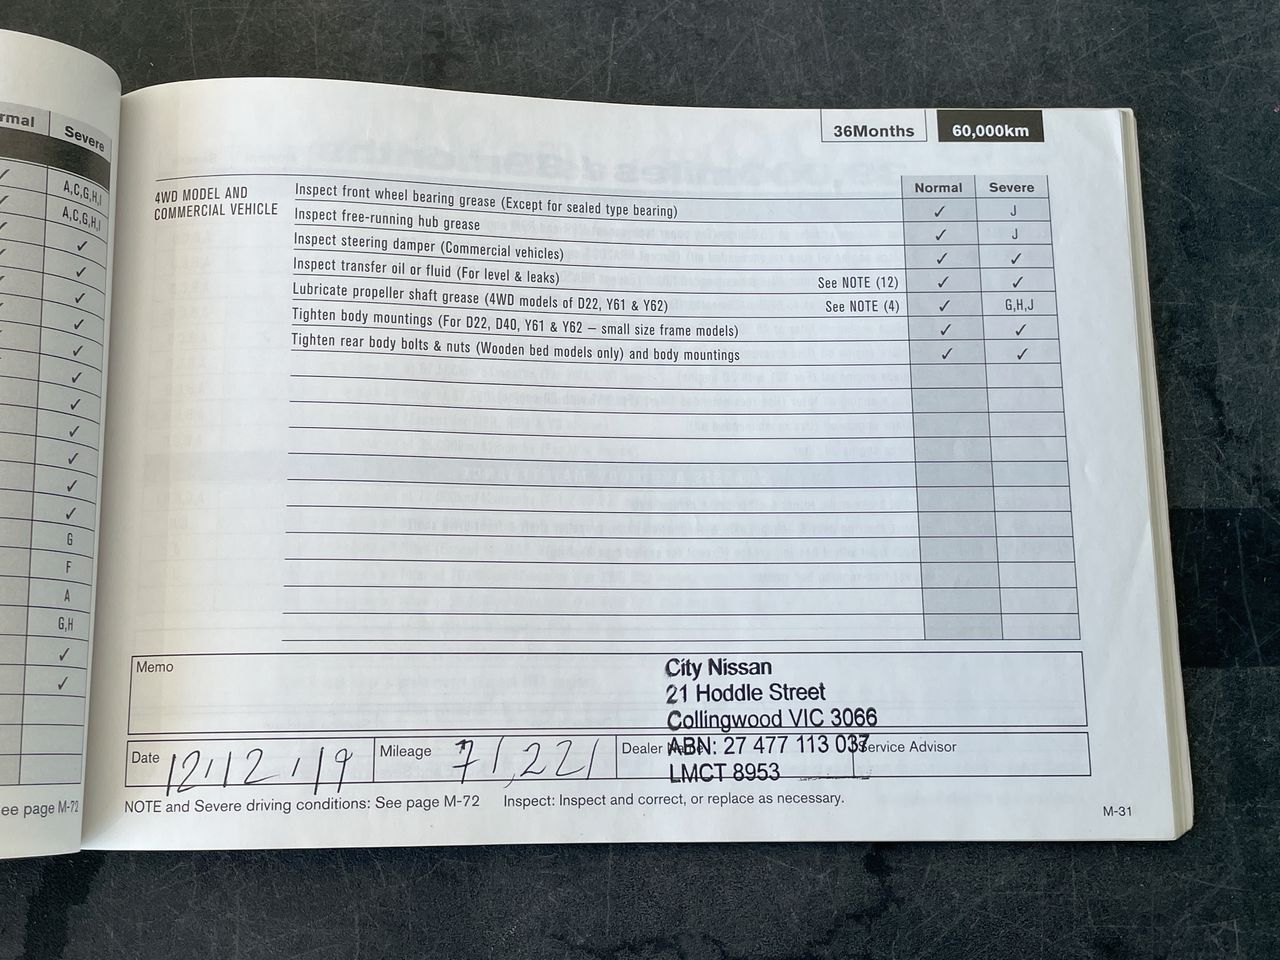 rmal Severe
A,C,G,H,I
A,C,G,H,I
G
F
A
G,H
ee page M-72
36Months 60,000km
Normal Severe
4WD MODEL AND
COMMERCIAL VEHICLE
Inspect front wheel bearing grease (Except for sealed type bearing) ✓ J
Inspect free-running hub grease ✓ J
Inspect steering damper (Commercial vehicles) ✓ ✓
Inspect transfer oil or fluid (For level & leaks) See NOTE (12) ✓ ✓
Lubricate propeller shaft grease (4WD models of D22, Y61 & Y62) See NOTE (4) ✓ G,H,J
Tighten body mountings (For D22, D40, Y61 & Y62 – small size frame models) ✓ ✓
Tighten rear body bolts & nuts (Wooden bed models only) and body mountings ✓ ✓
Memo
City Nissan
21 Hoddle Street
Collingwood VIC 3066
ABN: 27 477 113 037
LMCT 8953
Date 12/12/19 Mileage 71,221 Dealer Service Advisor
NOTE and Severe driving conditions: See page M-72 Inspect: Inspect and correct, or replace as necessary.
M-31